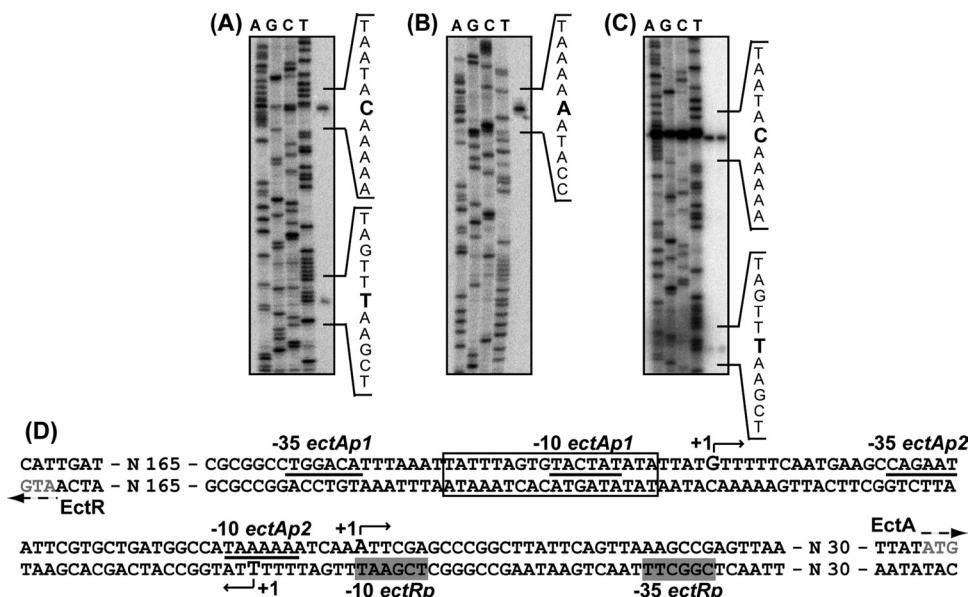 (A) A G C T
T
A
A
T
A
C
A
A
A
A
A
T
A
G
T
T
T
A
A
G
C
T
(B) A G C T
T
A
A
A
A
A
A
T
A
C
C
(C) A G C T
T
A
A
T
A
C
A
A
A
A
A
T
A
G
T
T
T
A
A
G
C
T
(D)
-35 ectAp1 -10 ectAp1 +1 -35 ectAp2
CATTGAT - N 165 - CGCGGCCTGGACATTTAAATTATTTAGTGTACTATATATTATGTTTTTCAATGAAGCCAGAAT
GTAACTA - N 165 - GCGCCGGACCTGTAAATTTAATAAATCACATGATATATAATACAAAAAGTTACTTCGGTCTTA
EctR
-10 ectAp2 +1 EctA
ATTCGTGCTGATGGCCATAAAAAATCAAATTCGAGCCCGGCTTATTCAGTTAAAGCCGAGTTAA - N 30 - TTATATG
TAAGCACGACTACCGGTATTTTTTAGTTTAAGCTCGGGCCGAATAAGTCAATTTCGGCTCAATT - N 30 - AATATAC
+1 -10 ectRp -35 ectRp